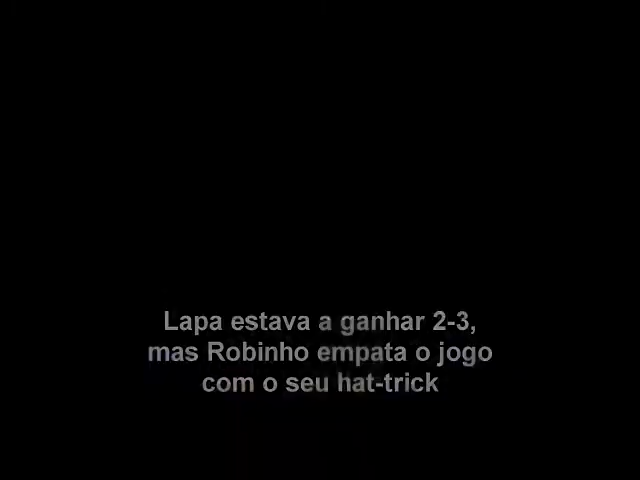 Lapa estava a ganhar 2-3,
mas Robinho empata o jogo
com o seu hat-trick